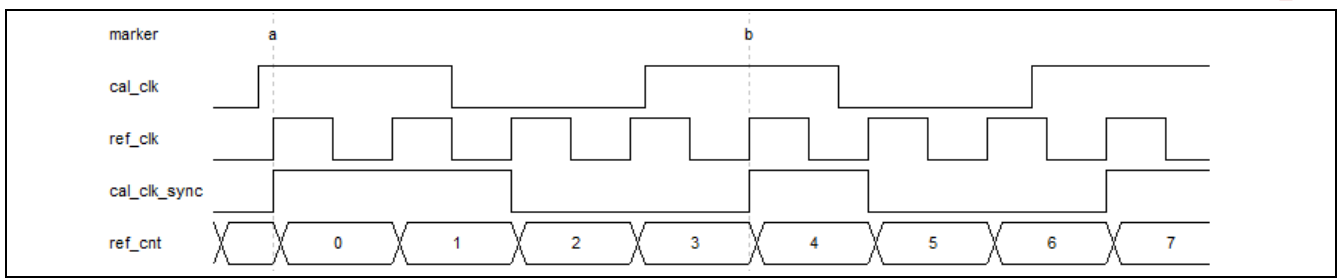 marker a b
cal_clk
ref_clk
cal_clk_sync
ref_cnt 0 1 2 3 4 5 6 7